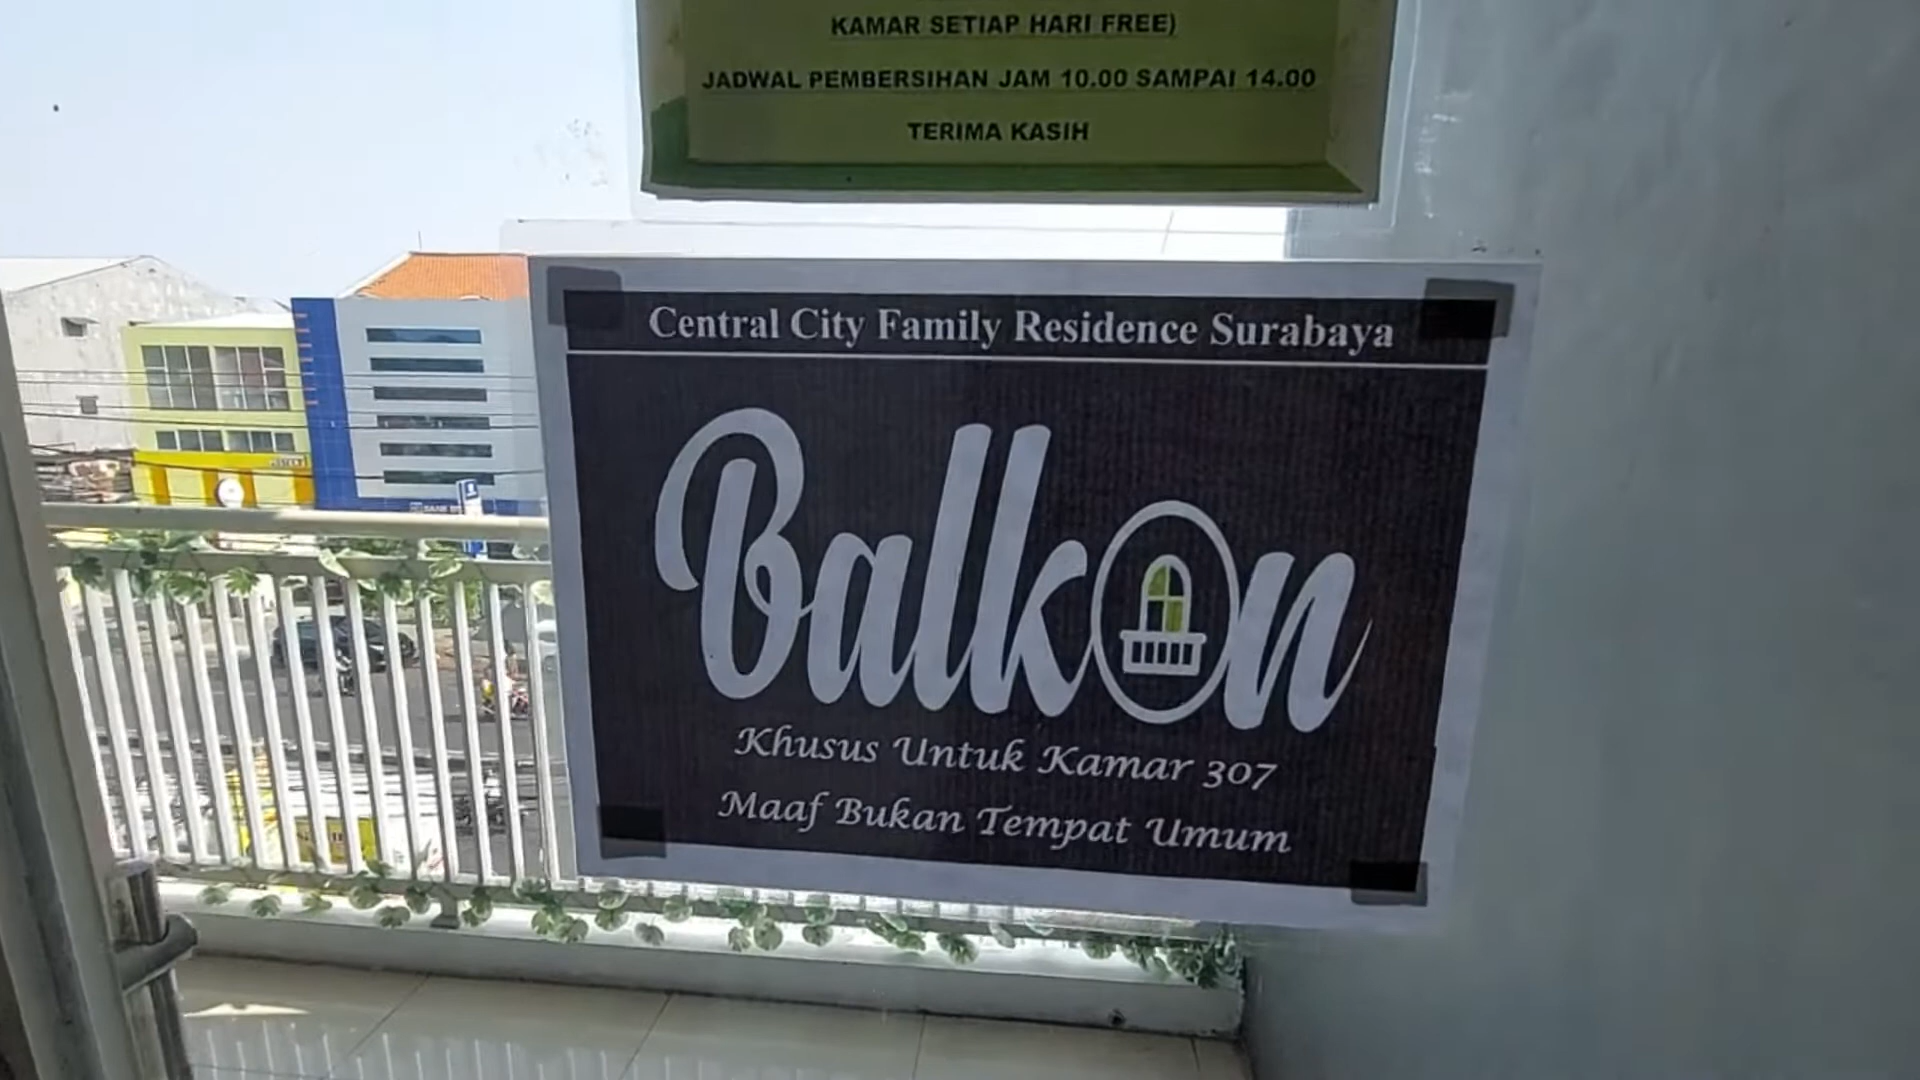 KAMAR SETIAP HARI FREE)
JADWAL PEMBERSIHAN JAM 10.00 SAMPAI 14.00
TERIMA KASIH
Central City Family Residence Surabaya
Balkon
Khusus Untuk Kamar 307
Maaf Bukan Tempat Umum